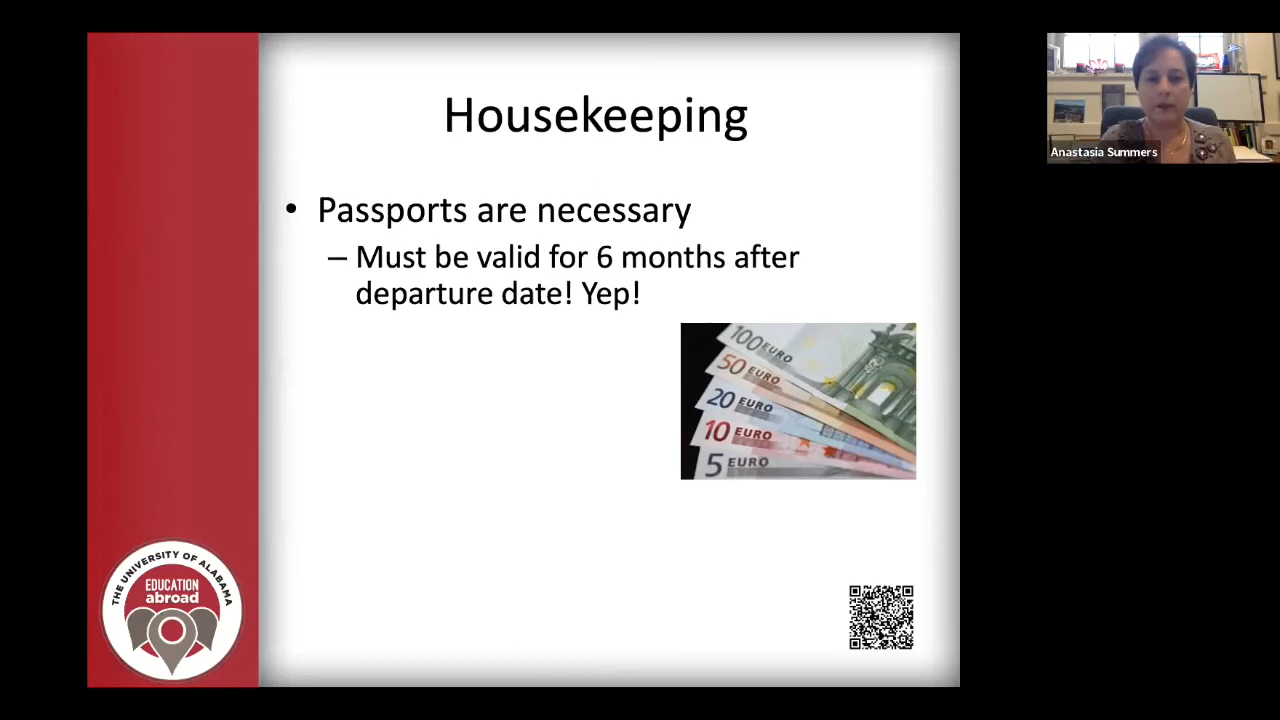 Housekeeping
Anastasia Summers
• Passports are necessary
– Must be valid for 6 months after
departure date! Yep!
100 EURO
50 EURO
20 EURO
10 EURO
5 EURO
THE UNIVERSITY OF ALABAMA
EDUCATION
abroad